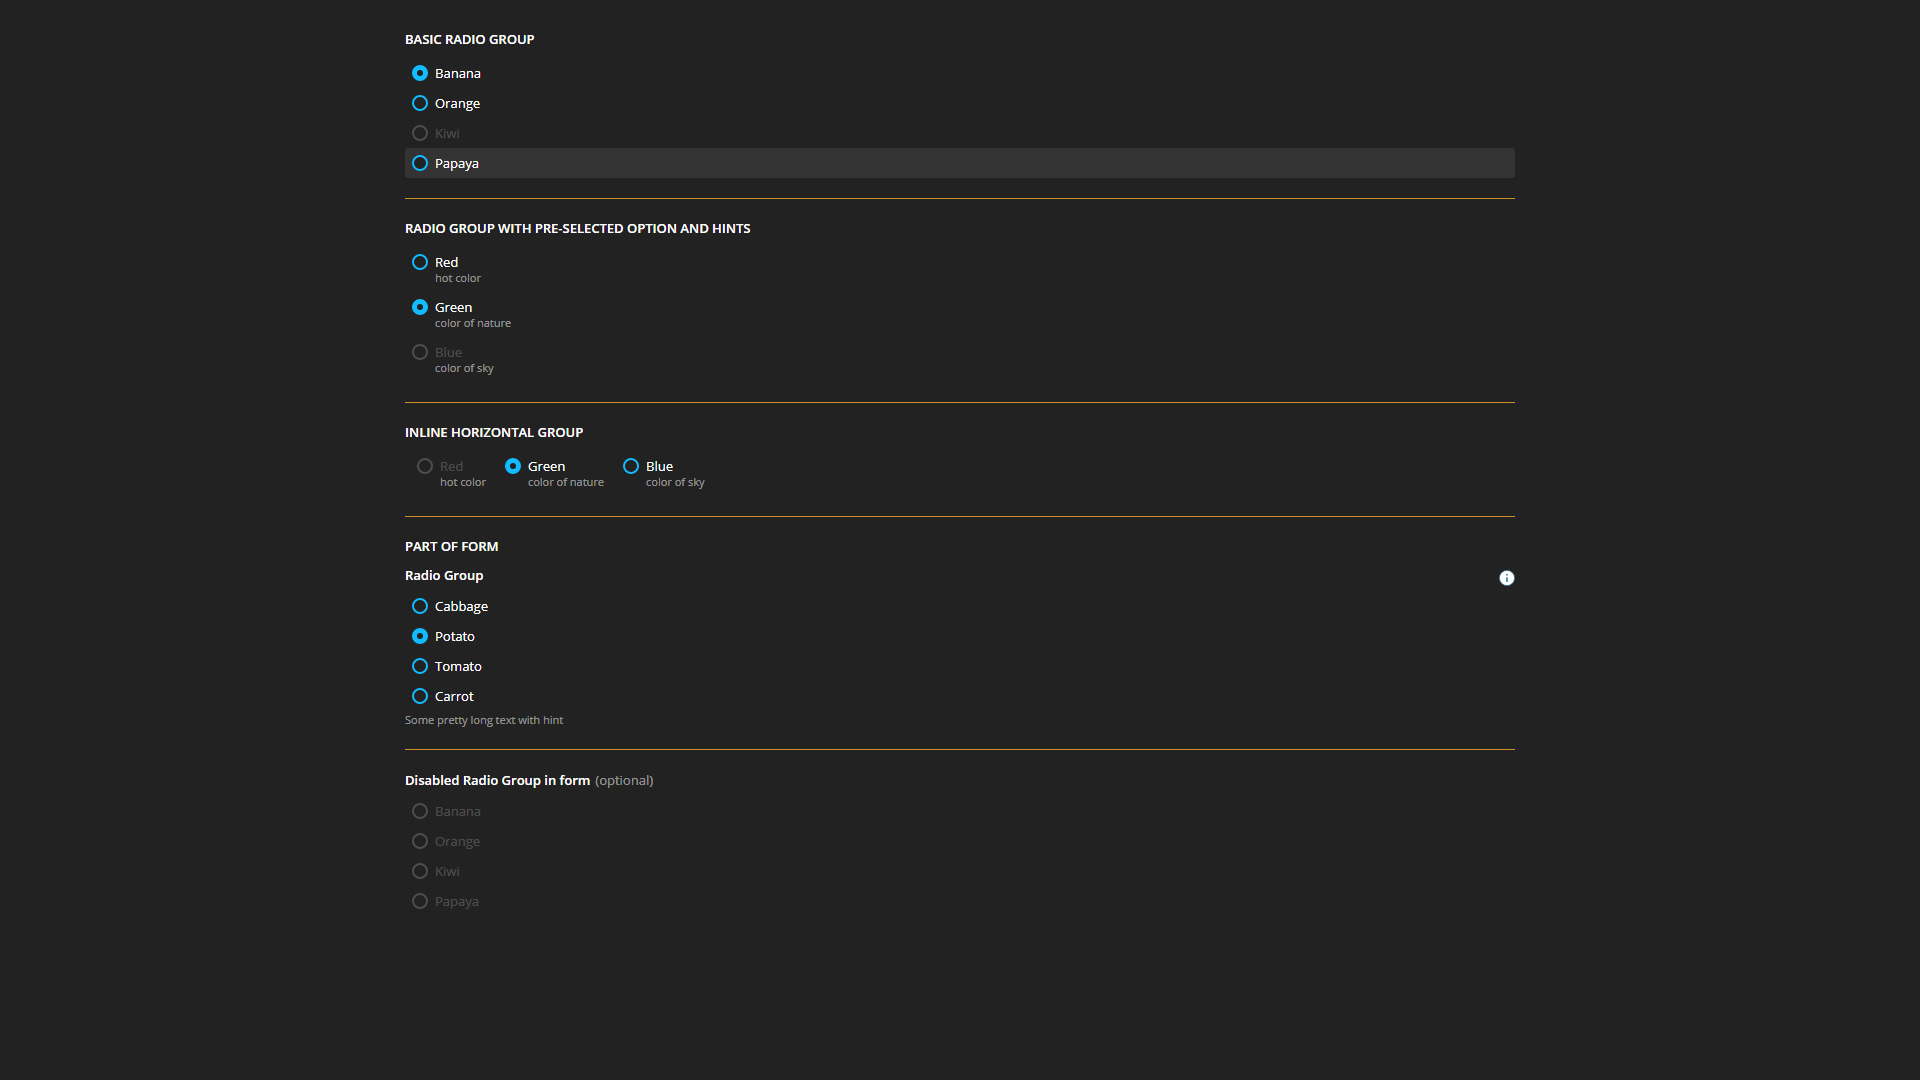 BASIC RADIO GROUP
Banana
Orange
Kiwi
Papaya
RADIO GROUP WITH PRE-SELECTED OPTION AND HINTS
Red
hot color
Green
color of nature
Blue
color of sky
INLINE HORIZONTAL GROUP
Red Green Blue
hot color color of nature color of sky
PART OF FORM
Radio Group
Cabbage
Potato
Tomato
Carrot
Some pretty long text with hint
Disabled Radio Group in form (optional)
Banana
Orange
Kiwi
Papaya